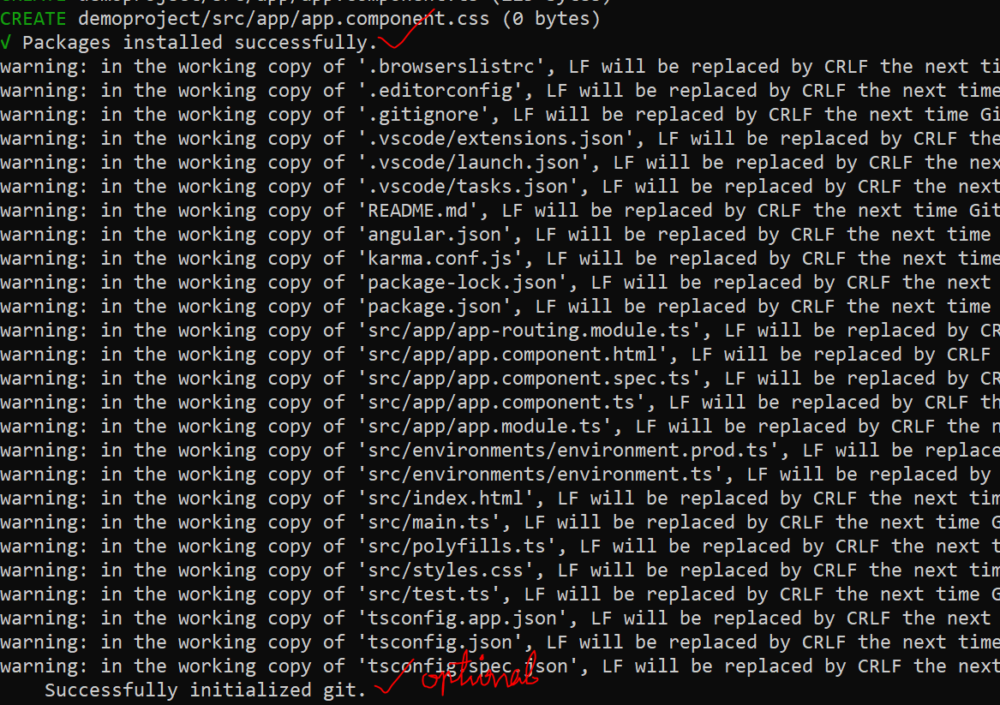 CREATE demoproject/src/app/app.component.css (0 bytes)
√ Packages installed successfully.
warning: in the working copy of '.browserslistrc', LF will be replaced by CRLF the next ti
warning: in the working copy of '.editorconfig', LF will be replaced by CRLF the next time
warning: in the working copy of '.gitignore', LF will be replaced by CRLF the next time Gi
warning: in the working copy of '.vscode/extensions.json', LF will be replaced by CRLF the
warning: in the working copy of '.vscode/launch.json', LF will be replaced by CRLF the nex
warning: in the working copy of '.vscode/tasks.json', LF will be replaced by CRLF the next
warning: in the working copy of 'README.md', LF will be replaced by CRLF the next time Git
warning: in the working copy of 'angular.json', LF will be replaced by CRLF the next time
warning: in the working copy of 'karma.conf.js', LF will be replaced by CRLF the next time
warning: in the working copy of 'package-lock.json', LF will be replaced by CRLF the next
warning: in the working copy of 'package.json', LF will be replaced by CRLF the next time
warning: in the working copy of 'src/app/app-routing.module.ts', LF will be replaced by CR
warning: in the working copy of 'src/app/app.component.html', LF will be replaced by CRLF
warning: in the working copy of 'src/app/app.component.spec.ts', LF will be replaced by CR
warning: in the working copy of 'src/app/app.component.ts', LF will be replaced by CRLF th
warning: in the working copy of 'src/app/app.module.ts', LF will be replaced by CRLF the n
warning: in the working copy of 'src/environments/environment.prod.ts', LF will be replace
warning: in the working copy of 'src/environments/environment.ts', LF will be replaced by
warning: in the working copy of 'src/index.html', LF will be replaced by CRLF the next tim
warning: in the working copy of 'src/main.ts', LF will be replaced by CRLF the next time G
warning: in the working copy of 'src/polyfills.ts', LF will be replaced by CRLF the next t
warning: in the working copy of 'src/styles.css', LF will be replaced by CRLF the next tim
warning: in the working copy of 'src/test.ts', LF will be replaced by CRLF the next time G
warning: in the working copy of 'tsconfig.app.json', LF will be replaced by CRLF the next
warning: in the working copy of 'tsconfig.json', LF will be replaced by CRLF the next time
warning: in the working copy of 'tsconfig.spec.json', LF will be replaced by CRLF the next
Successfully initialized git. optional